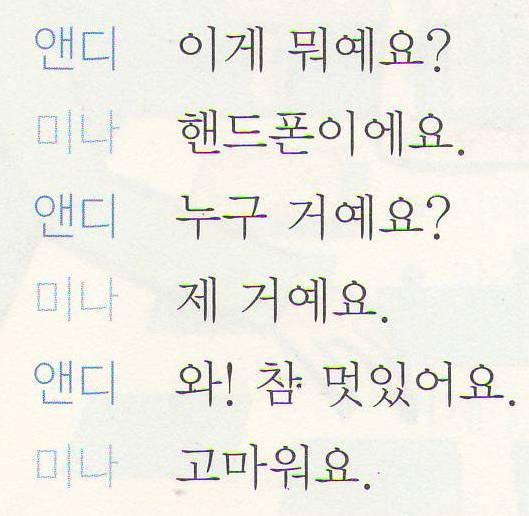 앤디 이게 뭐예요?
미나 핸드폰이에요.
앤디 누구 거예요?
미나 제 거예요.
앤디 와! 참 멋있어요.
미나 고마워요.